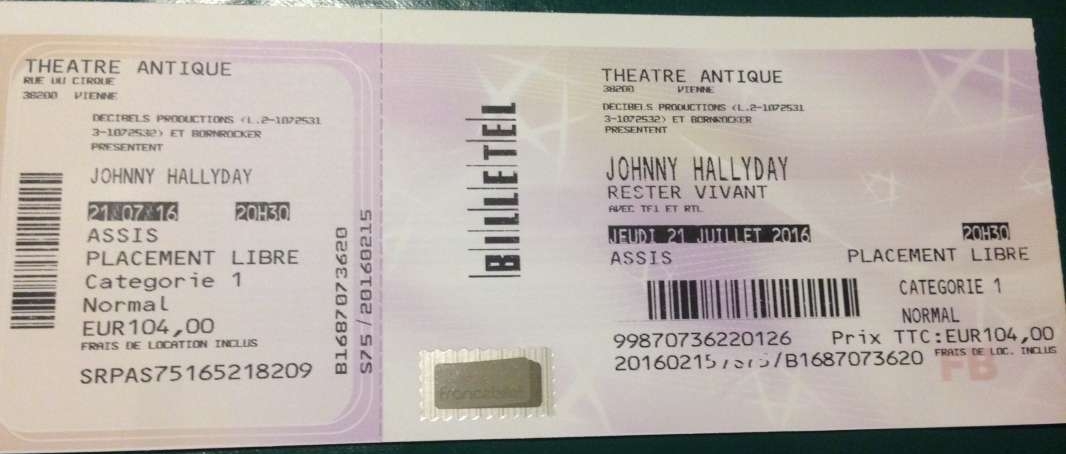 THEATRE ANTIQUE
RUE DU CIRQUE
38200 VIENNE
DECIBELS PRODUCTIONS (L.2-1072531
3-1072532) ET BORNROCKER
PRESENTENT
JOHNNY HALLYDAY
21/07/16 20H30
ASSIS
PLACEMENT LIBRE
Categorie 1
Normal
EUR104,00
FRAIS DE LOCATION INCLUS
SRPAS75165218209
B1687073620
S75/20160215
BILLETEL
francebillet
THEATRE ANTIQUE
38200 VIENNE
DECIBELS PRODUCTIONS (L.2-1072531
3-1072532) ET BORNROCKER
PRESENTENT
JOHNNY HALLYDAY
RESTER VIVANT
AVEC TF1 ET RTL
JEUDI 21 JUILLET 2016 20H30
ASSIS PLACEMENT LIBRE
CATEGORIE 1
NORMAL
99870736220126 Prix TTC:EUR104,00
20160215/S75/B1687073620 FRAIS DE LOC. INCLUS
FB